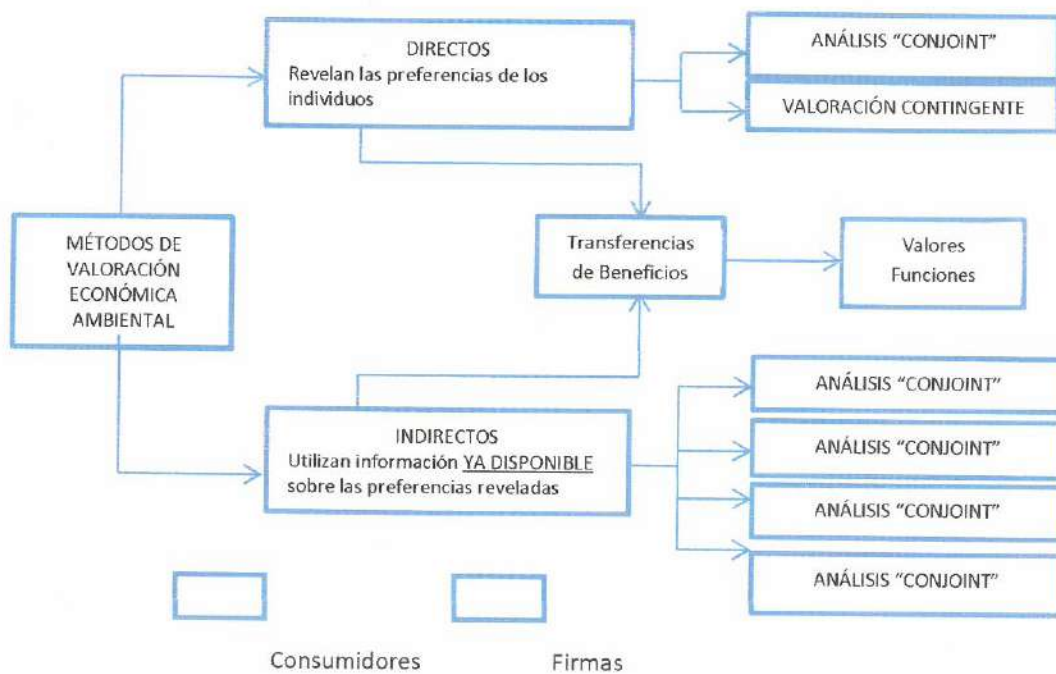 DIRECTOS
Revelan las preferencias de los
individuos
ANÁLISIS “CONJOINT”
VALORACIÓN CONTINGENTE
MÉTODOS DE
VALORACIÓN
ECONÓMICA
AMBIENTAL
Transferencias
de Beneficios
Valores
Funciones
INDIRECTOS
Utilizan información YA DISPONIBLE
sobre las preferencias reveladas
ANÁLISIS “CONJOINT”
ANÁLISIS “CONJOINT”
ANÁLISIS “CONJOINT”
ANÁLISIS “CONJOINT”
Consumidores
Firmas